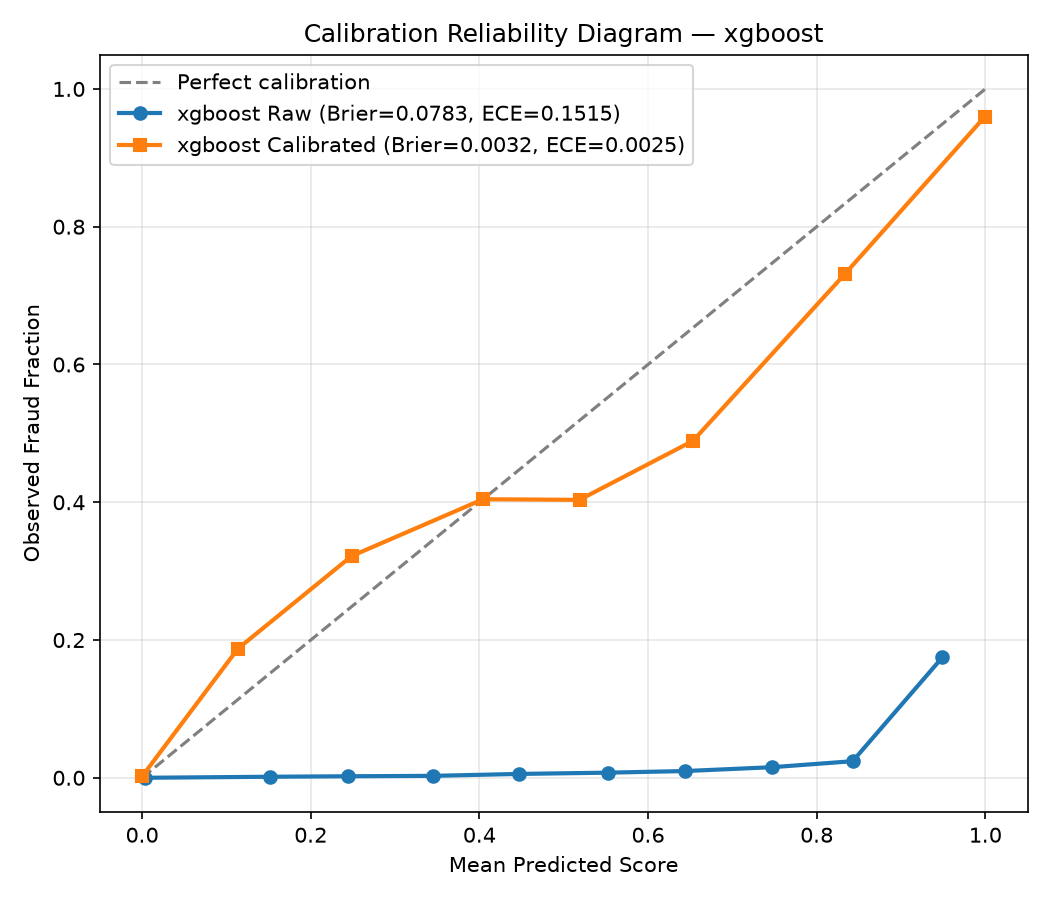 Calibration Reliability Diagram — xgboost
Perfect calibration
xgboost Raw (Brier=0.0783, ECE=0.1515)
xgboost Calibrated (Brier=0.0032, ECE=0.0025)
Observed Fraud Fraction
1.0
0.8
0.6
0.4
0.2
0.0
0.0 0.2 0.4 0.6 0.8 1.0
Mean Predicted Score